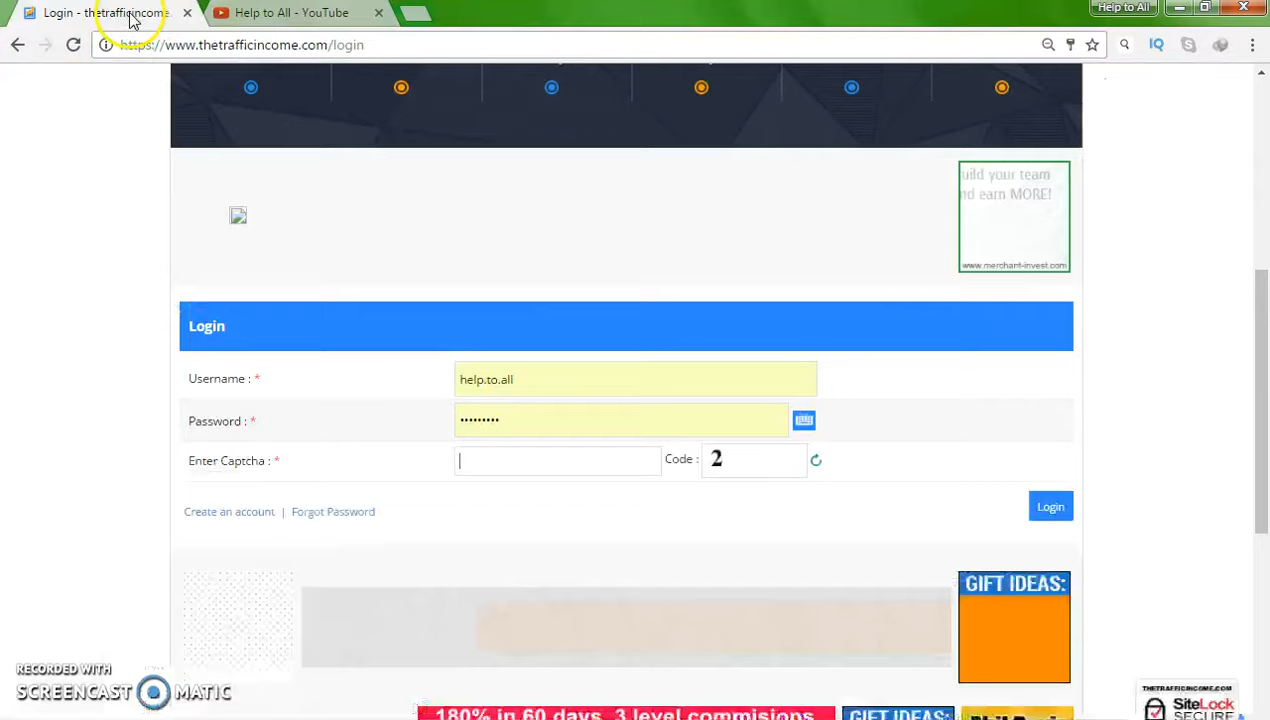 Login - thetrafficincome.
Help to All - YouTube
Help to All
https://www.thetrafficincome.com/login
uild your team
nd earn MORE!
www.merchant-invest.com
Login
Username : *
help.to.all
Password : *
•••••••••
Enter Captcha : *
Code :
2
Create an account | Forgot Password
Login
GIFT IDEAS:
RECORDED WITH
SCREENCAST MATIC
180% in 60 days, 3 level commisions
GIFT IDEAS:
THETRAFFICINCOME.COM
SiteLock
SECURE